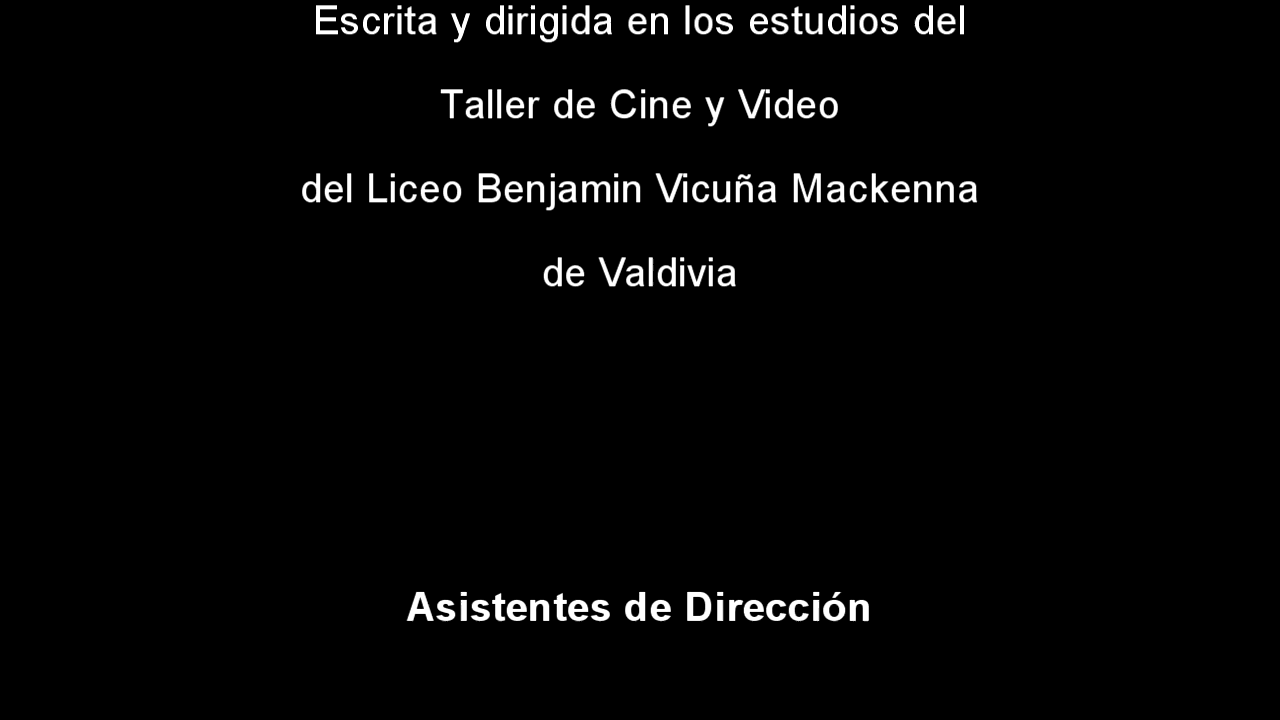 Escrita y dirigida en los estudios del
Taller de Cine y Video
del Liceo Benjamin Vicuña Mackenna
de Valdivia
Asistentes de Dirección